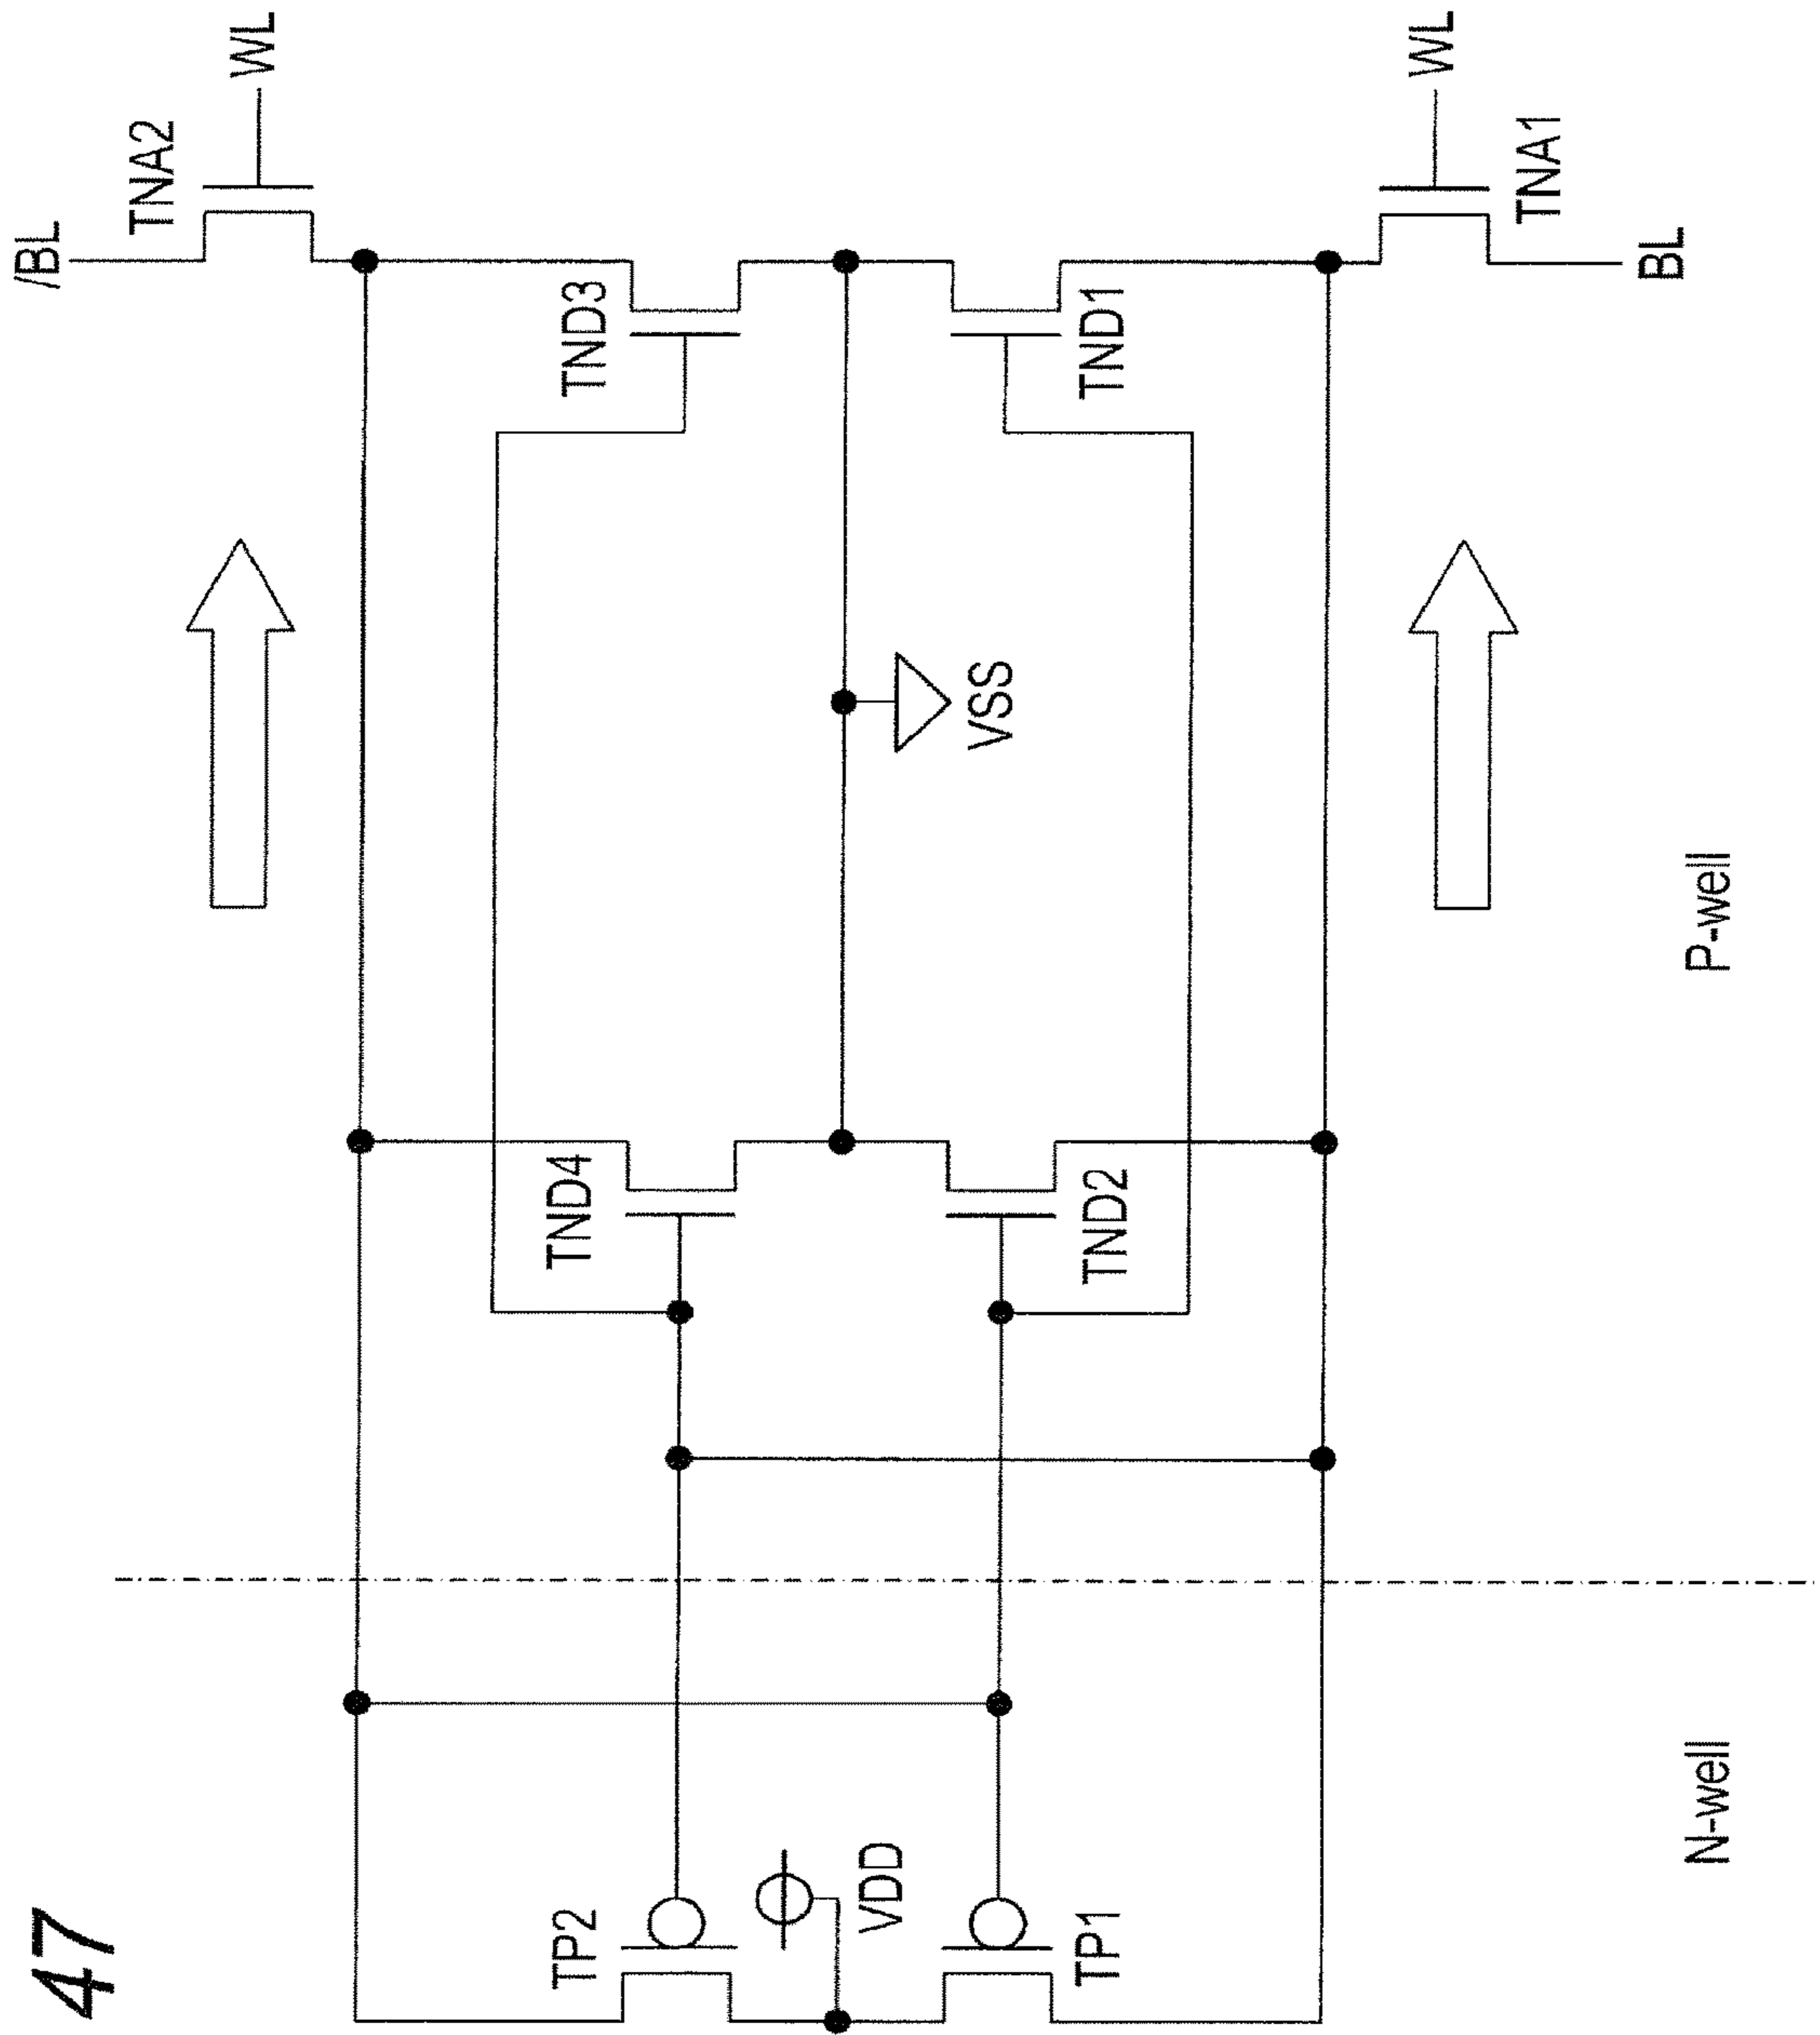 47
/BL
TNA2
WL
TND3
TND1
TNA1
WL
BL
VSS
TND4
TND2
P-well
TP2
VDD
TP1
N-well